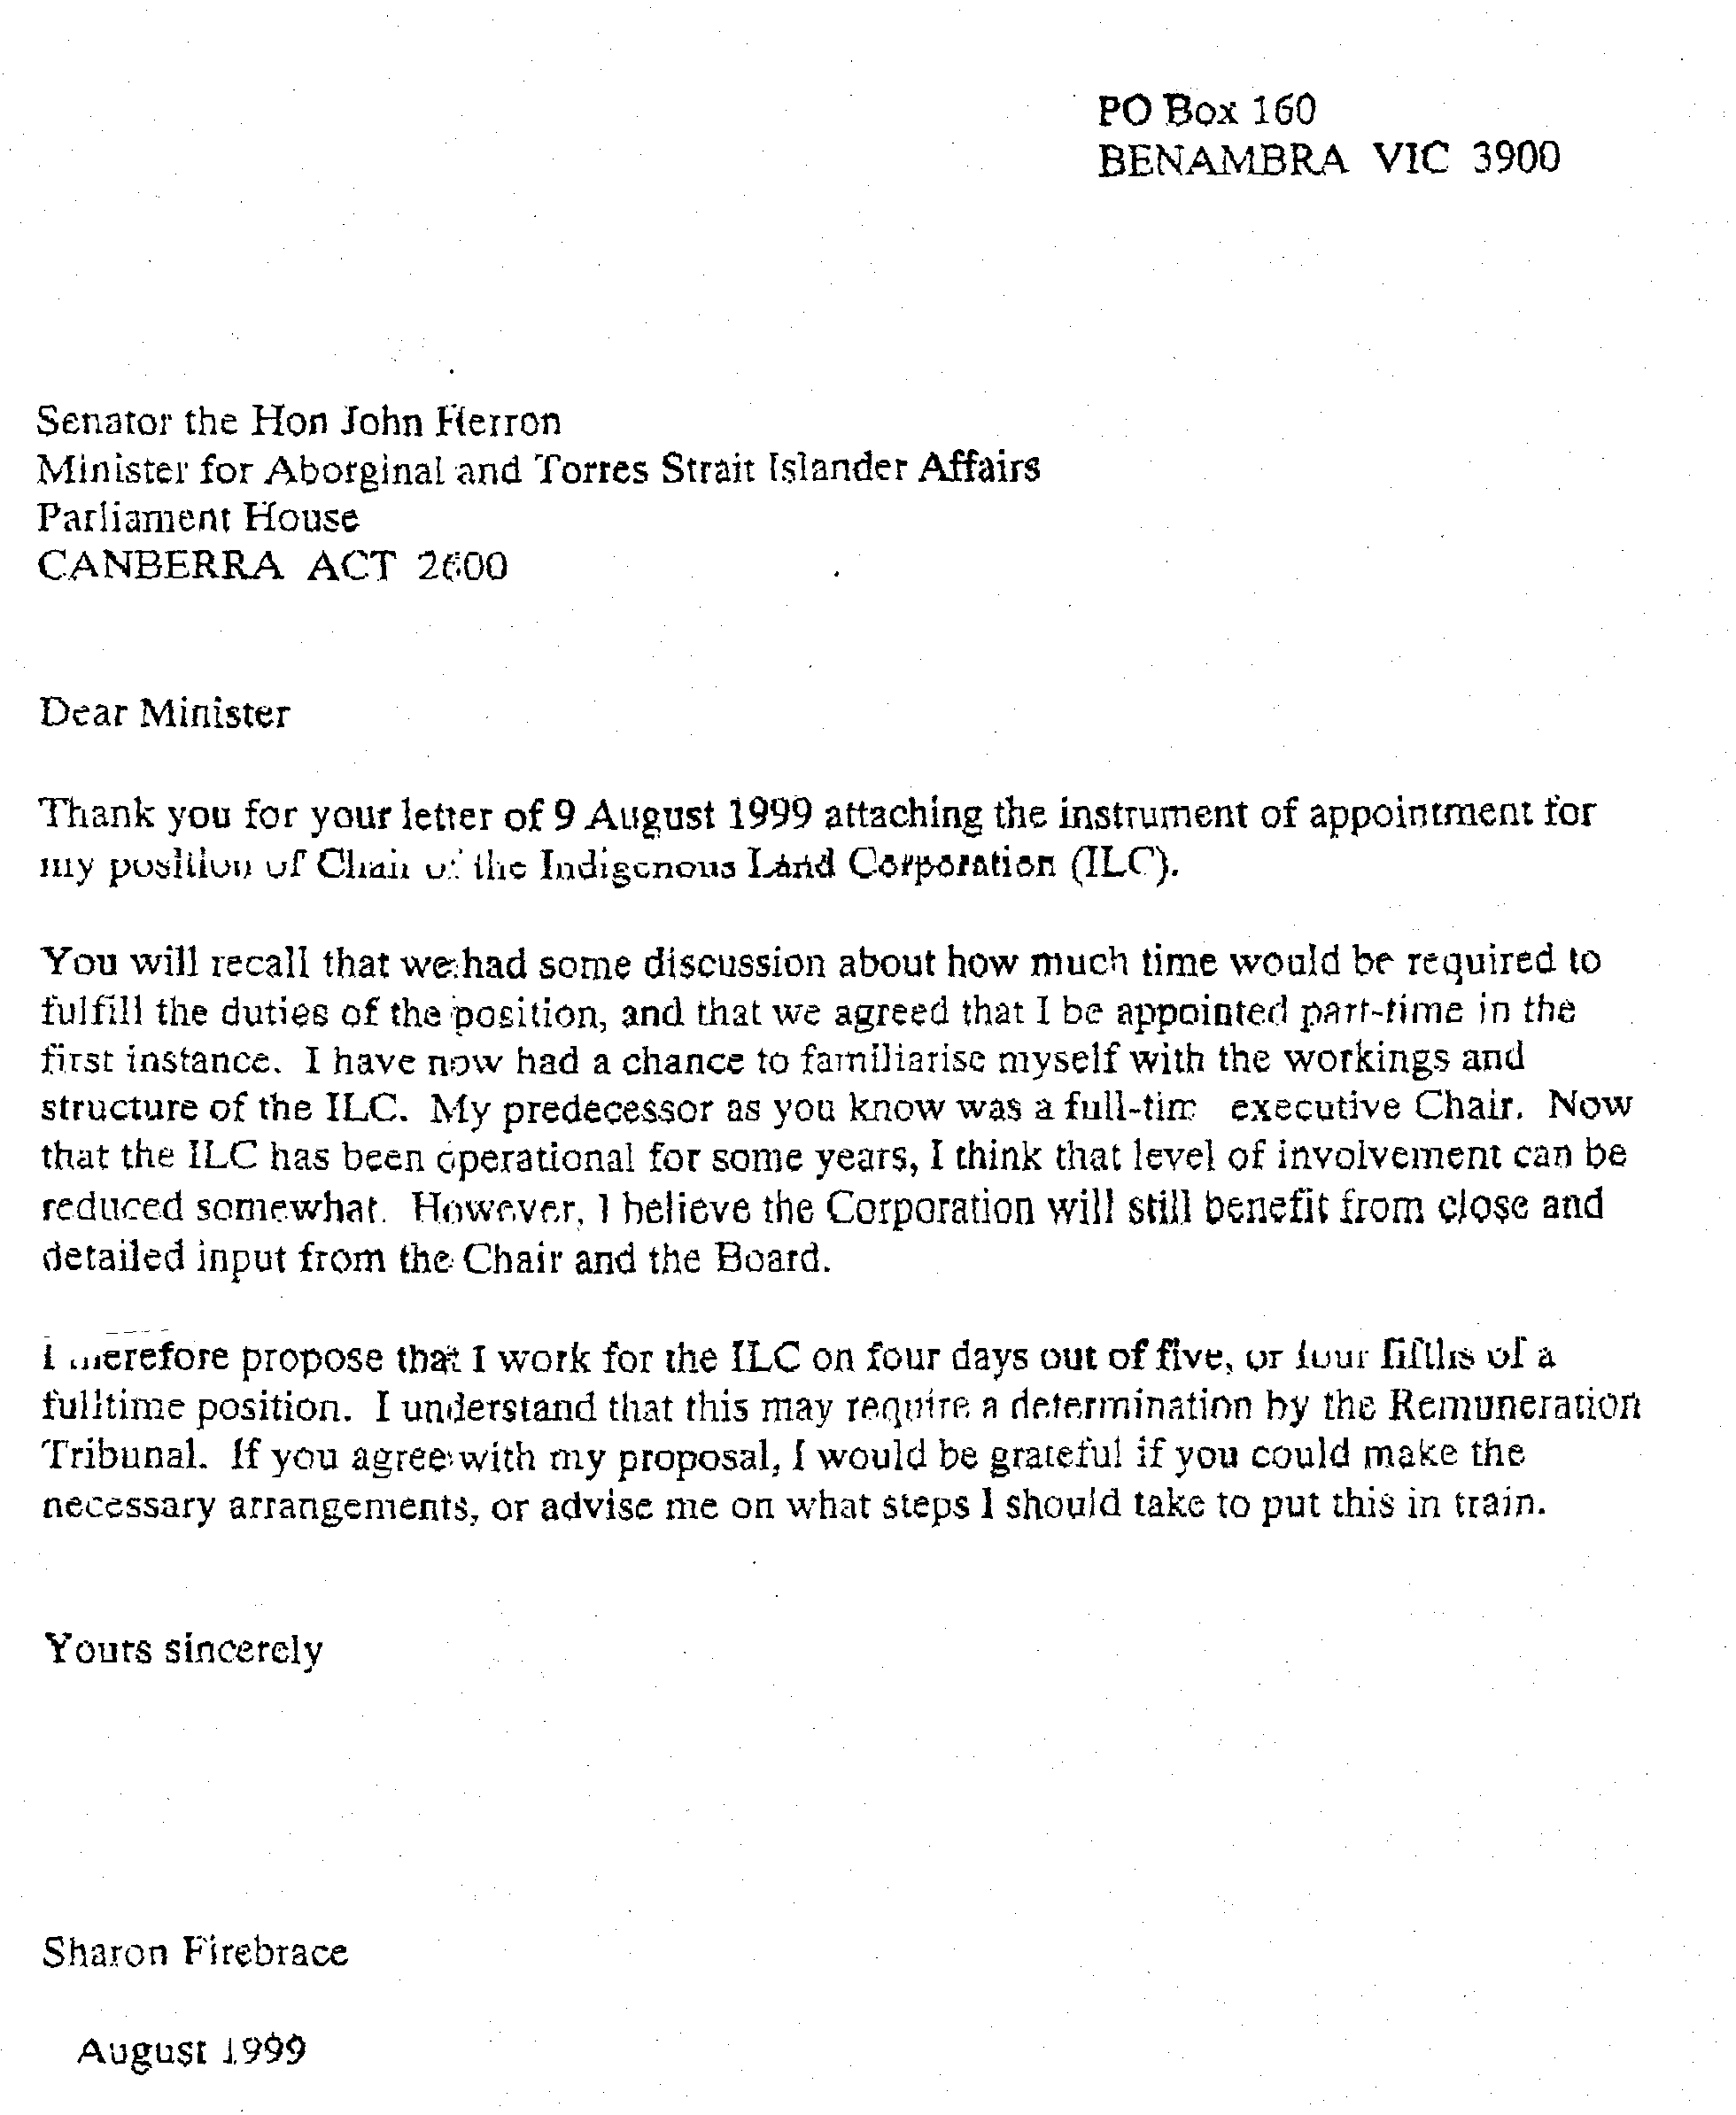 PO Box 160
BENAMBRA VIC 3900
Senator the Hon John Herron
Minister for Aborginal and Torres Strait Islander Affairs
Parliament House
CANBERRA ACT 2600
Dear Minister
Thank you for your letter of 9 August 1999 attaching the instrument of appointment for
my position of Chair of the Indigenous Land Corporation (ILC).
You will recall that we had some discussion about how much time would be required to
fulfill the duties of the position, and that we agreed that I be appointed part-time in the
first instance. I have now had a chance to familiarise myself with the workings and
structure of the ILC. My predecessor as you know was a full-time executive Chair. Now
that the ILC has been operational for some years, I think that level of involvement can be
reduced somewhat. However, I believe the Corporation will still benefit from close and
detailed input from the Chair and the Board.
I therefore propose that I work for the ILC on four days out of five, or four fifths of a
fulltime position. I understand that this may require a determination by the Remuneration
Tribunal. If you agree with my proposal, I would be grateful if you could make the
necessary arrangements, or advise me on what steps I should take to put this in train.
Yours sincerely
Sharon Firebrace
August 1999